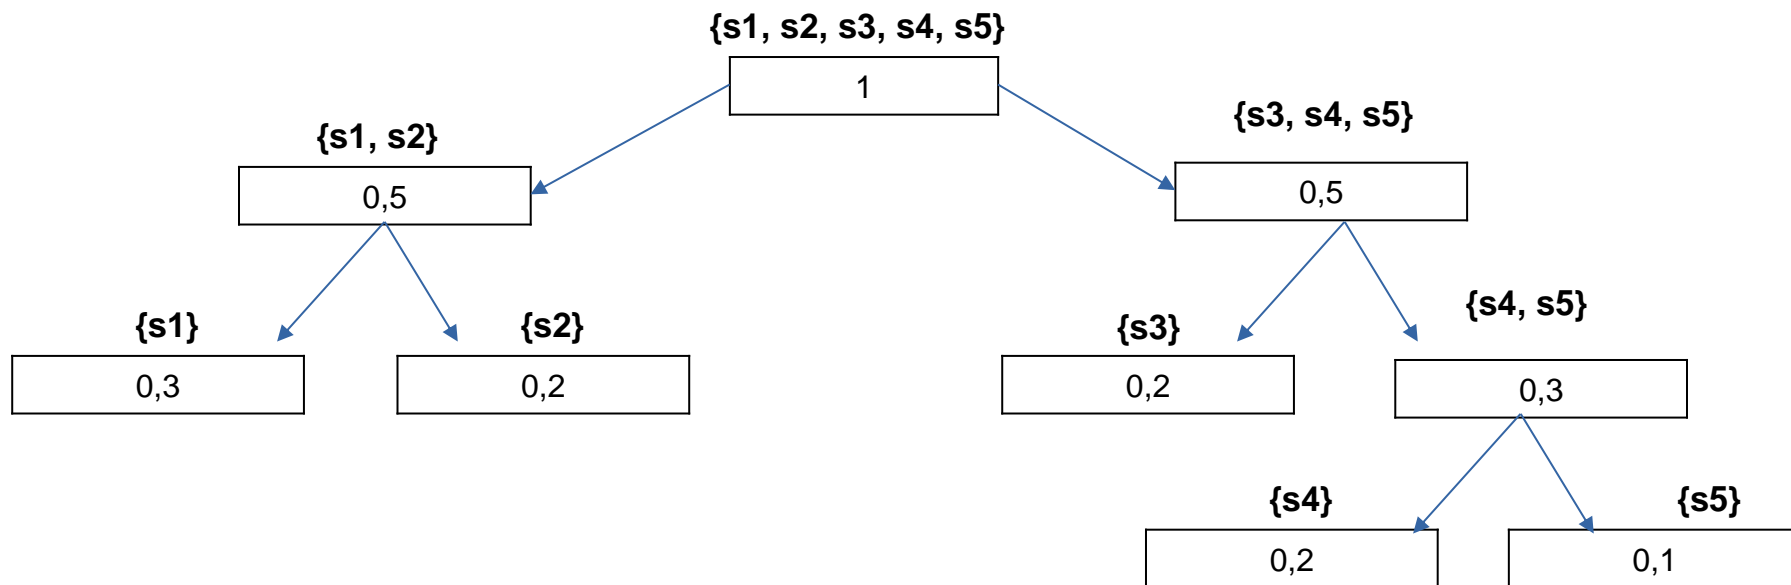 {s1, s2, s3, s4, s5}
1
{s1, s2}
0,5
{s3, s4, s5}
0,5
{s1}
0,3
{s2}
0,2
{s3}
0,2
{s4, s5}
0,3
{s4}
0,2
{s5}
0,1